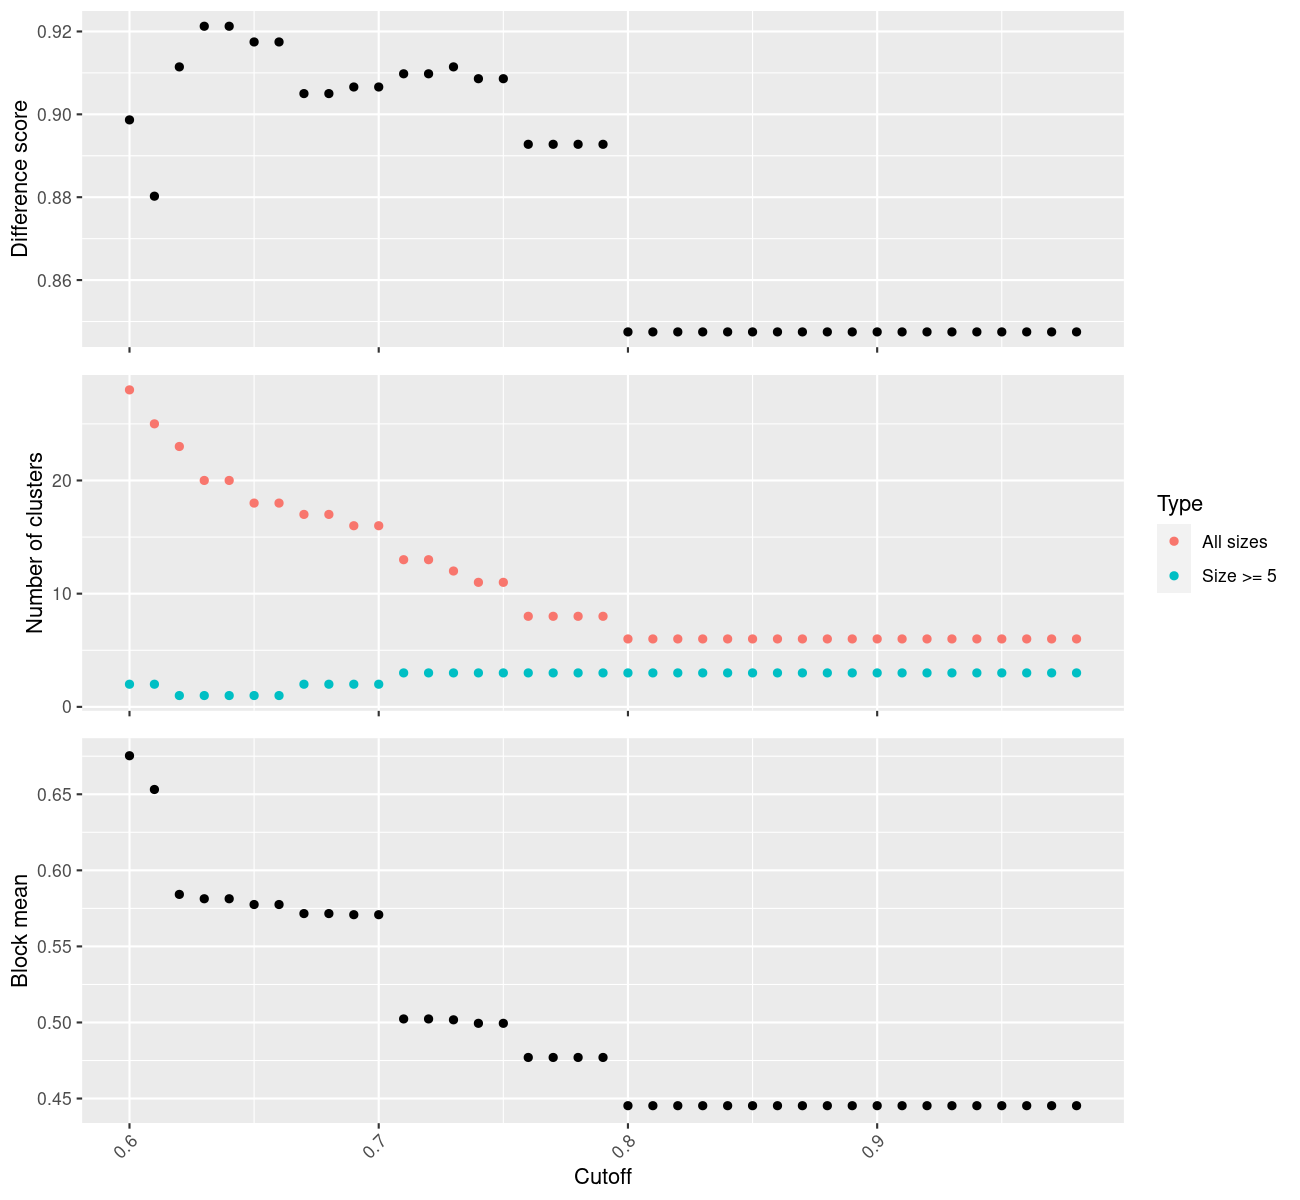 Difference score
0.92
0.90
0.88
0.86
Number of clusters
20
10
0
Type
All sizes
Size >= 5
Block mean
0.65
0.60
0.55
0.50
0.45
0.6 0.7 0.8 0.9
Cutoff